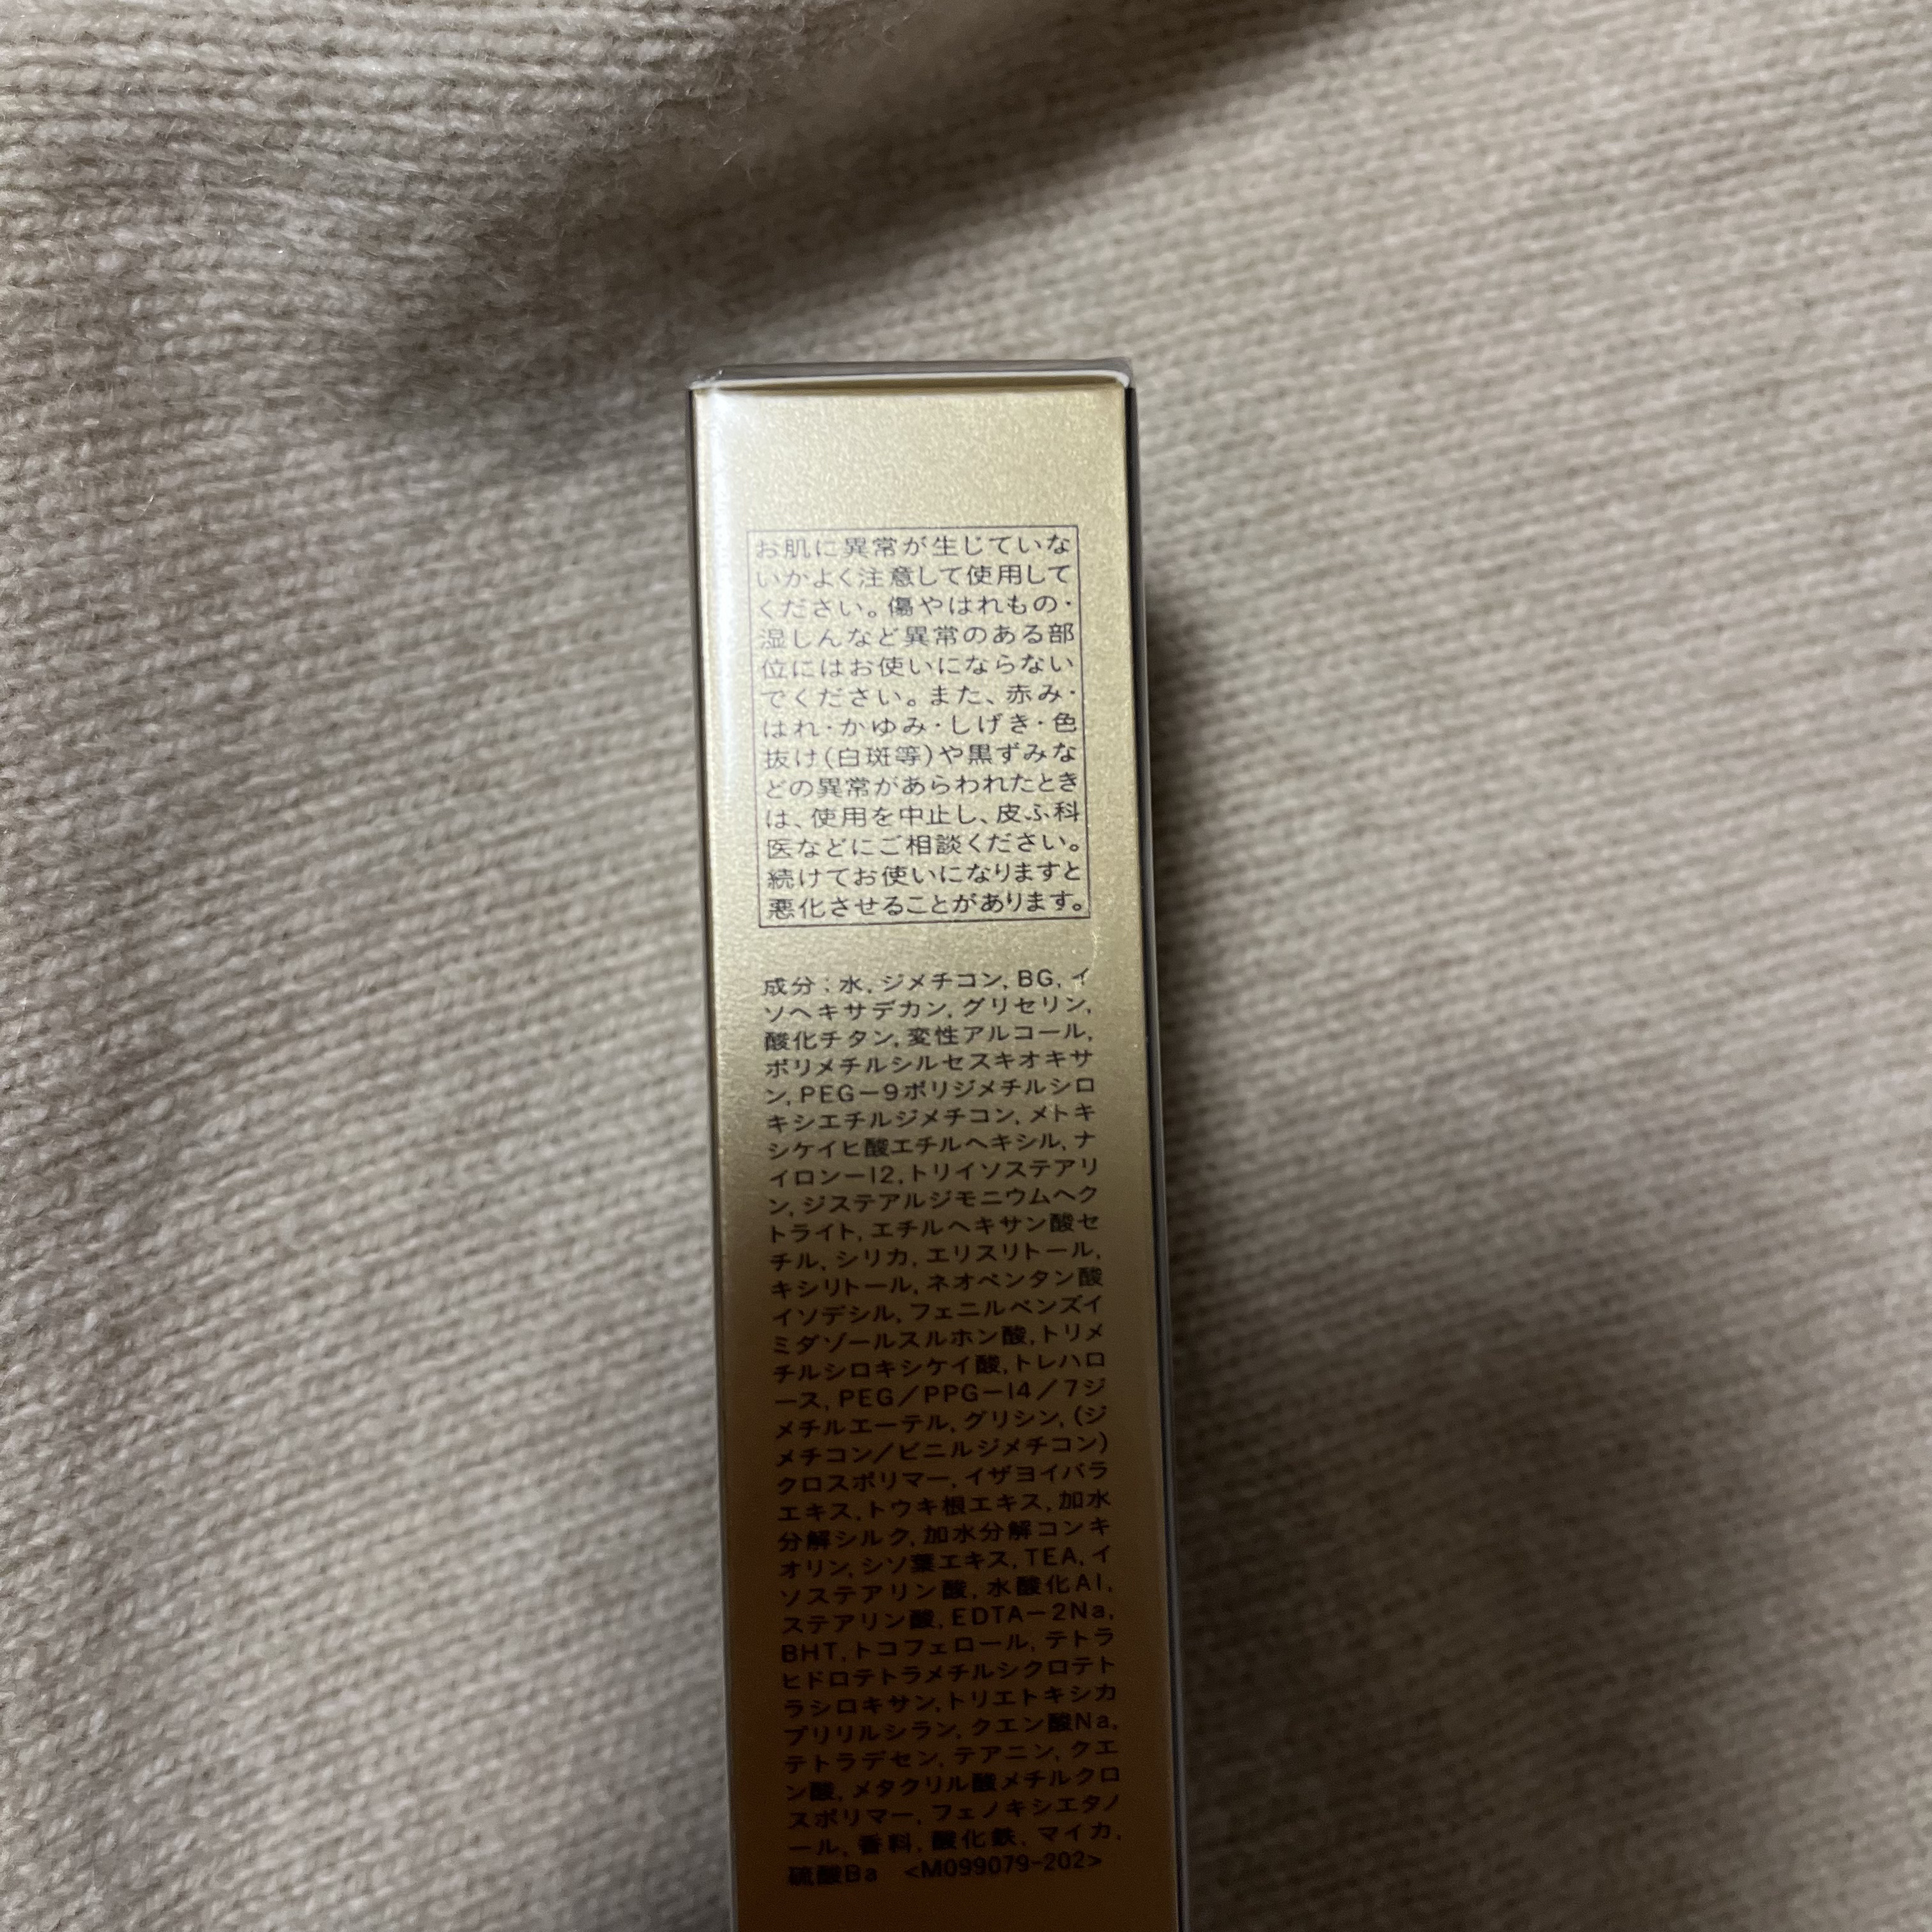 お肌に異常が生じていな
いかよく注意して使用して
ください。傷やはれもの・
湿しんなど異常のある部
位にはお使いにならない
でください。また、赤み・
はれ・かゆみ・しげき・色
抜け(白斑等)や黒ずみな
どの異常があらわれたとき
は、使用を中止し、皮ふ科
医などにご相談ください。
続けてお使いになりますと
悪化させることがあります。
成分：水,ジメチコン,BG,イ
ソヘキサデカン,グリセリン,
酸化チタン,変性アルコール,
ポリメチルシルセスキオキサ
ン,PEG－9ポリジメチルシロ
キシエチルジメチコン,メトキ
シケイヒ酸エチルヘキシル,ナ
イロン－12,トリイソステアリ
ン,ジステアルジモニウムヘク
トライト,エチルヘキサン酸セ
チル,シリカ,エリスリトール,
キシリトール,ネオペンタン酸
イソデシル,フェニルベンズイ
ミダゾールスルホン酸,トリメ
チルシロキシケイ酸,トレハロ
ース,PEG／PPG－14／7ジ
メチルエーテル,グリシン,(ジ
メチコン／ビニルジメチコン)
クロスポリマー,イザヨイバラ
エキス,トウキ根エキス,加水
分解シルク,加水分解コンキ
オリン,シソ葉エキス,TEA,イ
ソステアリン酸,水酸化Al,
ステアリン酸,EDTA－2Na,
BHT,トコフェロール,テトラ
ヒドロテトラメチルシクロテト
ラシロキサン,トリエトキシカ
プリリルシラン,クエン酸Na,
テトラデセン,テアニン,クエ
ン酸,メタクリル酸メチルクロ
スポリマー,フェノキシエタノ
ール,香料,酸化鉄,マイカ,
硫酸Ba <M099079-202>